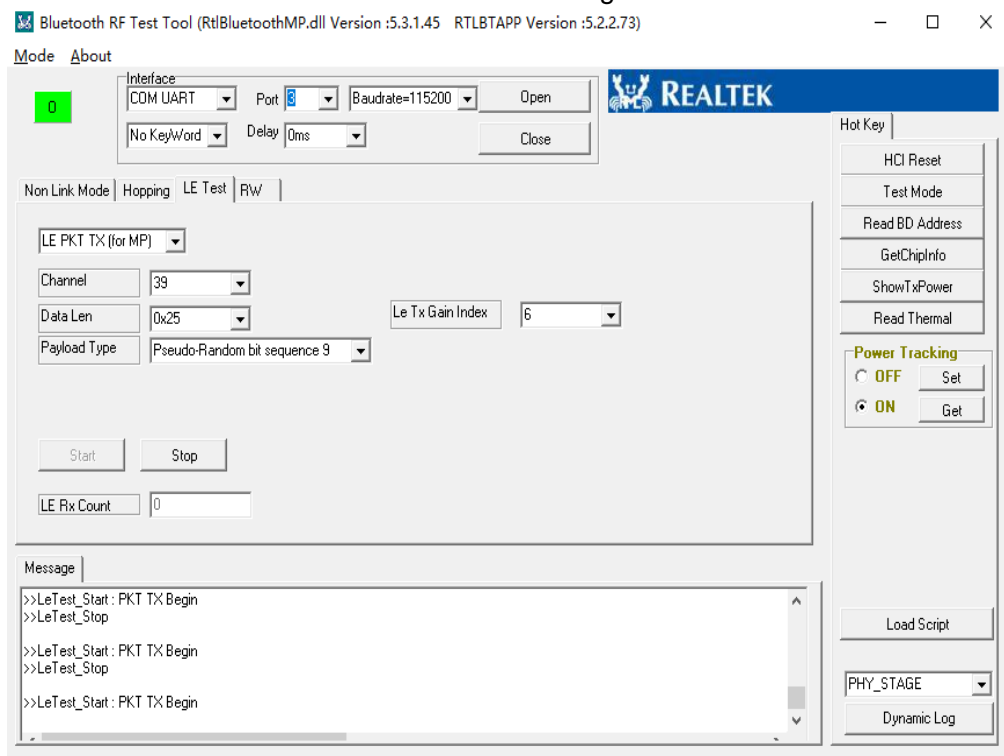 Bluetooth RF Test Tool (RtlBluetoothMP.dll Version :5.3.1.45 RTLBTAPP Version :5.2.2.73)
Mode About
0
Interface
COM UART Port 3 Baudrate=115200 Open
No KeyWord Delay 0ms Close
REALTEK
Non Link Mode Hopping LE Test RW
LE PKT TX (for MP)
Channel 39
Data Len 0x25 Le Tx Gain Index 6
Payload Type Pseudo-Random bit sequence 9
Start Stop
LE Rx Count 0
Hot Key
HCI Reset
Test Mode
Read BD Address
GetChipInfo
ShowTxPower
Read Thermal
Power Tracking
OFF Set
ON Get
Load Script
PHY_STAGE
Dynamic Log
Message
>>LeTest_Start : PKT TX Begin
>>LeTest_Stop
>>LeTest_Start : PKT TX Begin
>>LeTest_Stop
>>LeTest_Start : PKT TX Begin